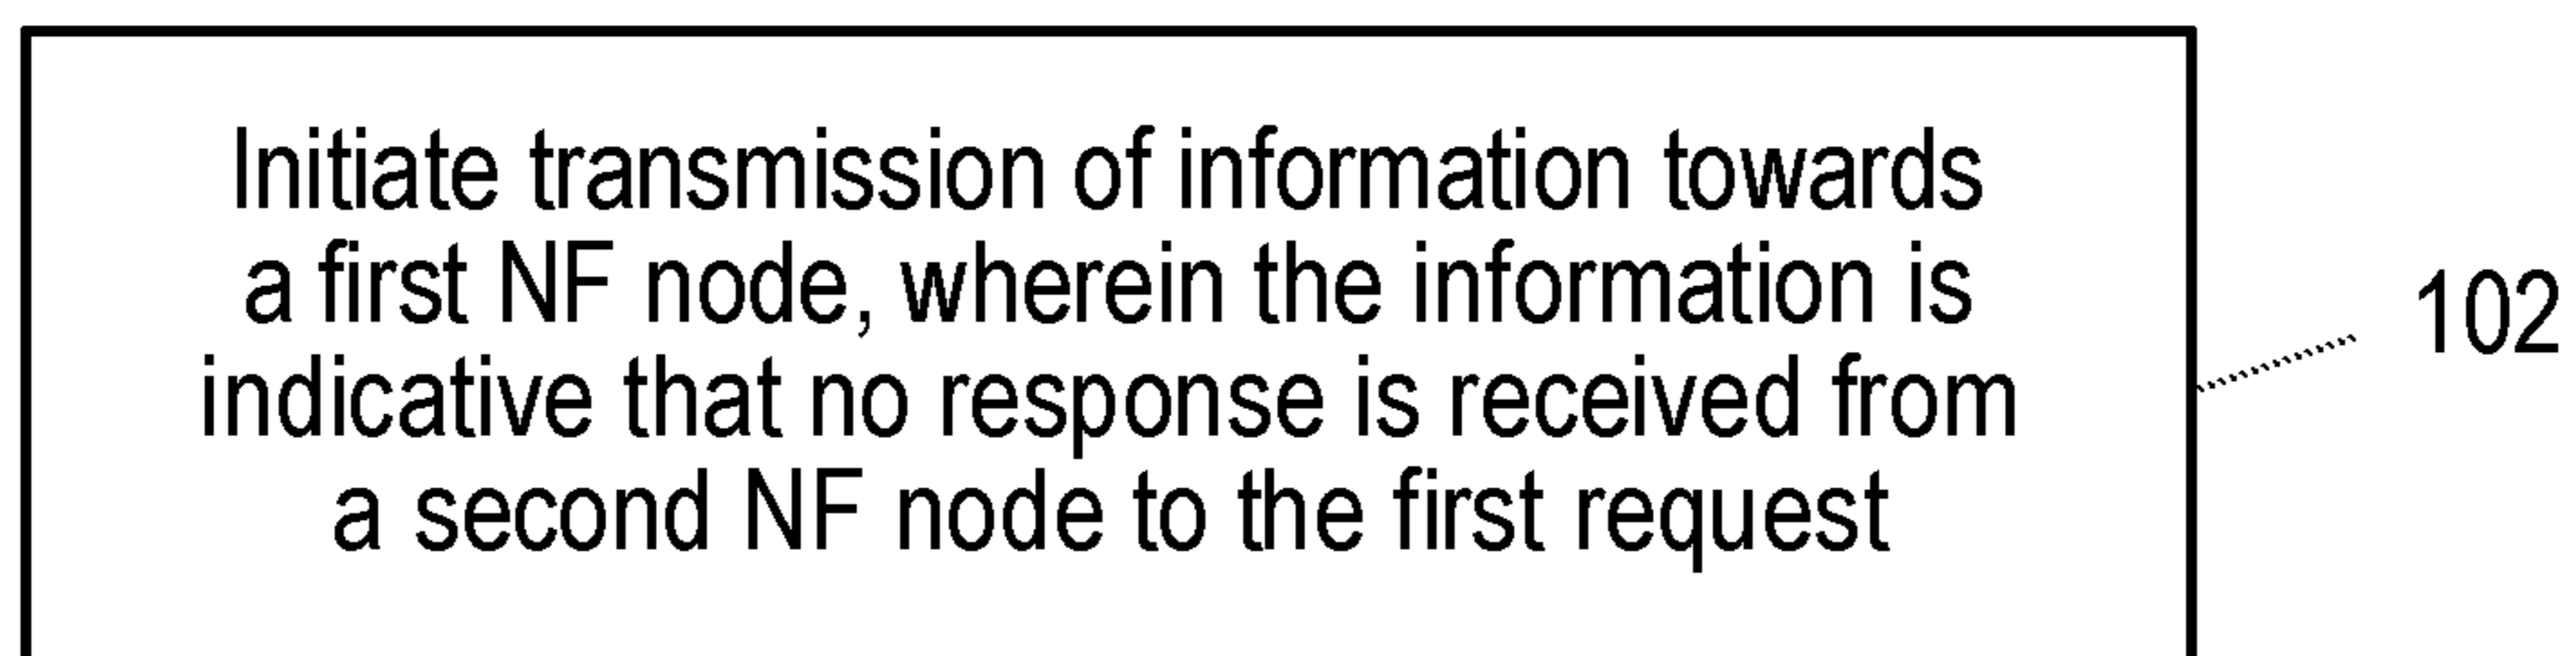 Initiate transmission of information towards
a first NF node, wherein the information is
indicative that no response is received from
a second NF node to the first request
102